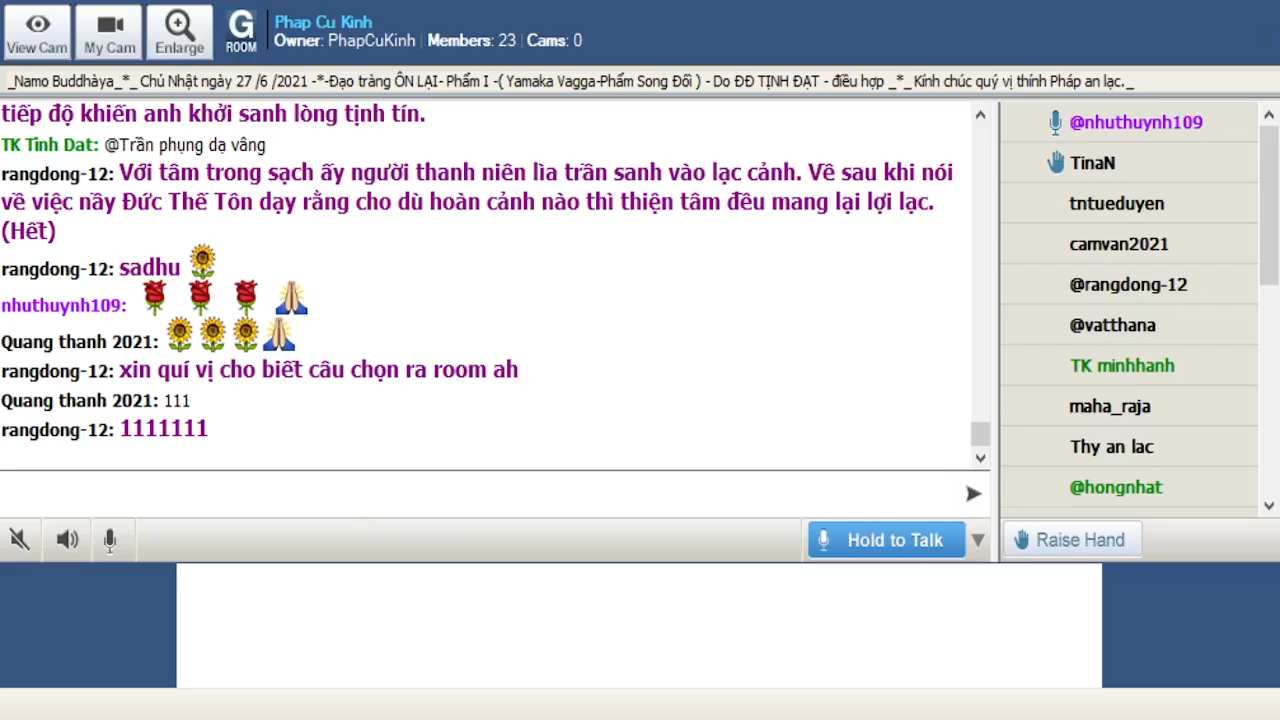 View Cam
My Cam
Enlarge
G
ROOM
Phap Cu Kinh
Owner: PhapCuKinh | Members: 23 | Cams: 0
_Namo Buddhàya_*_ Chủ Nhật ngày 27 /6 /2021 -*-Đạo tràng ÔN LẠI- Phẩm I -( Yamaka Vagga-Phẩm Song Đối ) - Do ĐĐ TỊNH ĐẠT - điều hợp _*_ Kính chúc quý vị thính Pháp an lạc._
tiếp độ khiến anh khởi sanh lòng tịnh tín.
TK Tinh Dat: @Trần phụng dạ vâng
rangdong-12: Với tâm trong sạch ấy người thanh niên lìa trần sanh vào lạc cảnh. Về sau khi nói
về việc nầy Đức Thế Tôn dạy rằng cho dù hoàn cảnh nào thì thiện tâm đều mang lại lợi lạc.
(Hết)
rangdong-12: sadhu
nhuthuynh109:
Quang thanh 2021:
rangdong-12: xin quí vị cho biết câu chọn ra room ah
Quang thanh 2021: 111
rangdong-12: 1111111
@nhuthuynh109
TinaN
tntueduyen
camvan2021
@rangdong-12
@vatthana
TK minhhanh
maha_raja
Thy an lac
@hongnhat
Hold to Talk
Raise Hand